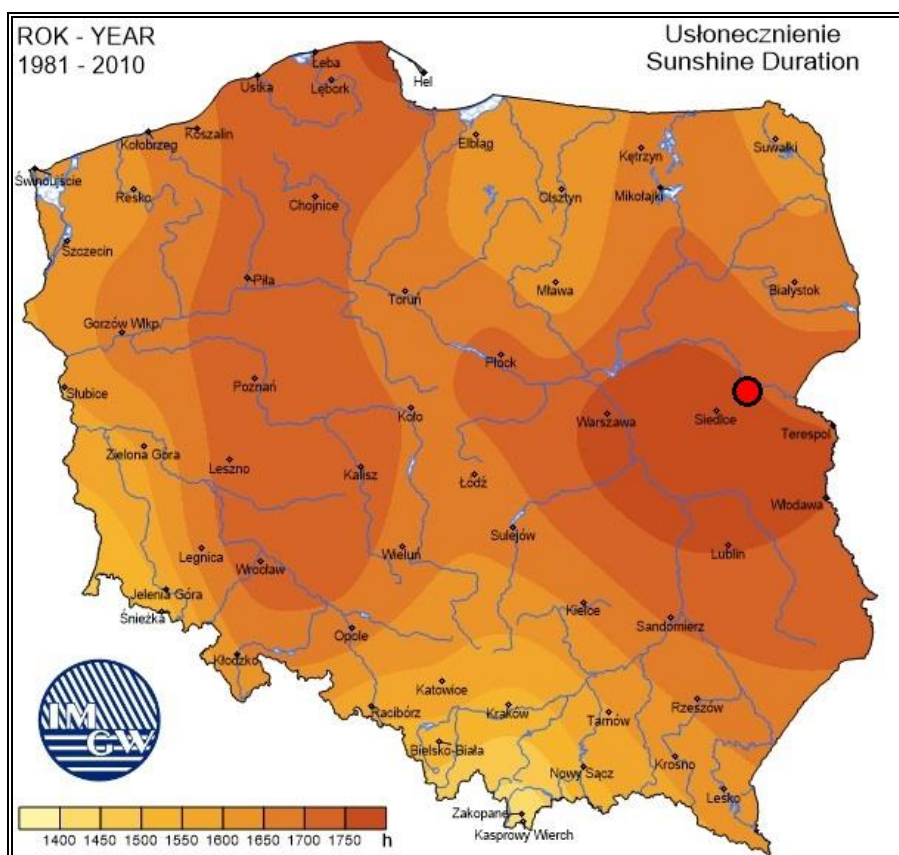 ROK - YEAR
1981 - 2010
Usłonecznienie
Sunshine Duration
Łeba
Hel
Ustka
Lębork
Koszalin
Kołobrzeg
Elbląg
Kętrzyn
Suwałki
Świnoujście
Resko
Chojnice
Olsztyn
Mikołajki
Szczecin
Piła
Toruń
Mława
Białystok
Gorzów Wlkp.
Płock
Słubice
Poznań
Koło
Warszawa
Siedlce
Terespol
Zielona Góra
Leszno
Kalisz
Łódź
Włodawa
Sulejów
Legnica
Wrocław
Wieluń
Lublin
Jelenia Góra
Śnieżka
Opole
Kielce
Sandomierz
Kłodzko
Katowice
Racibórz
Kraków
Tarnów
Rzeszów
Bielsko-Biała
Nowy Sącz
Krosno
Lesko
Zakopane
Kasprowy Wierch
IM
GW
1400 1450 1500 1550 1600 1650 1700 1750 h